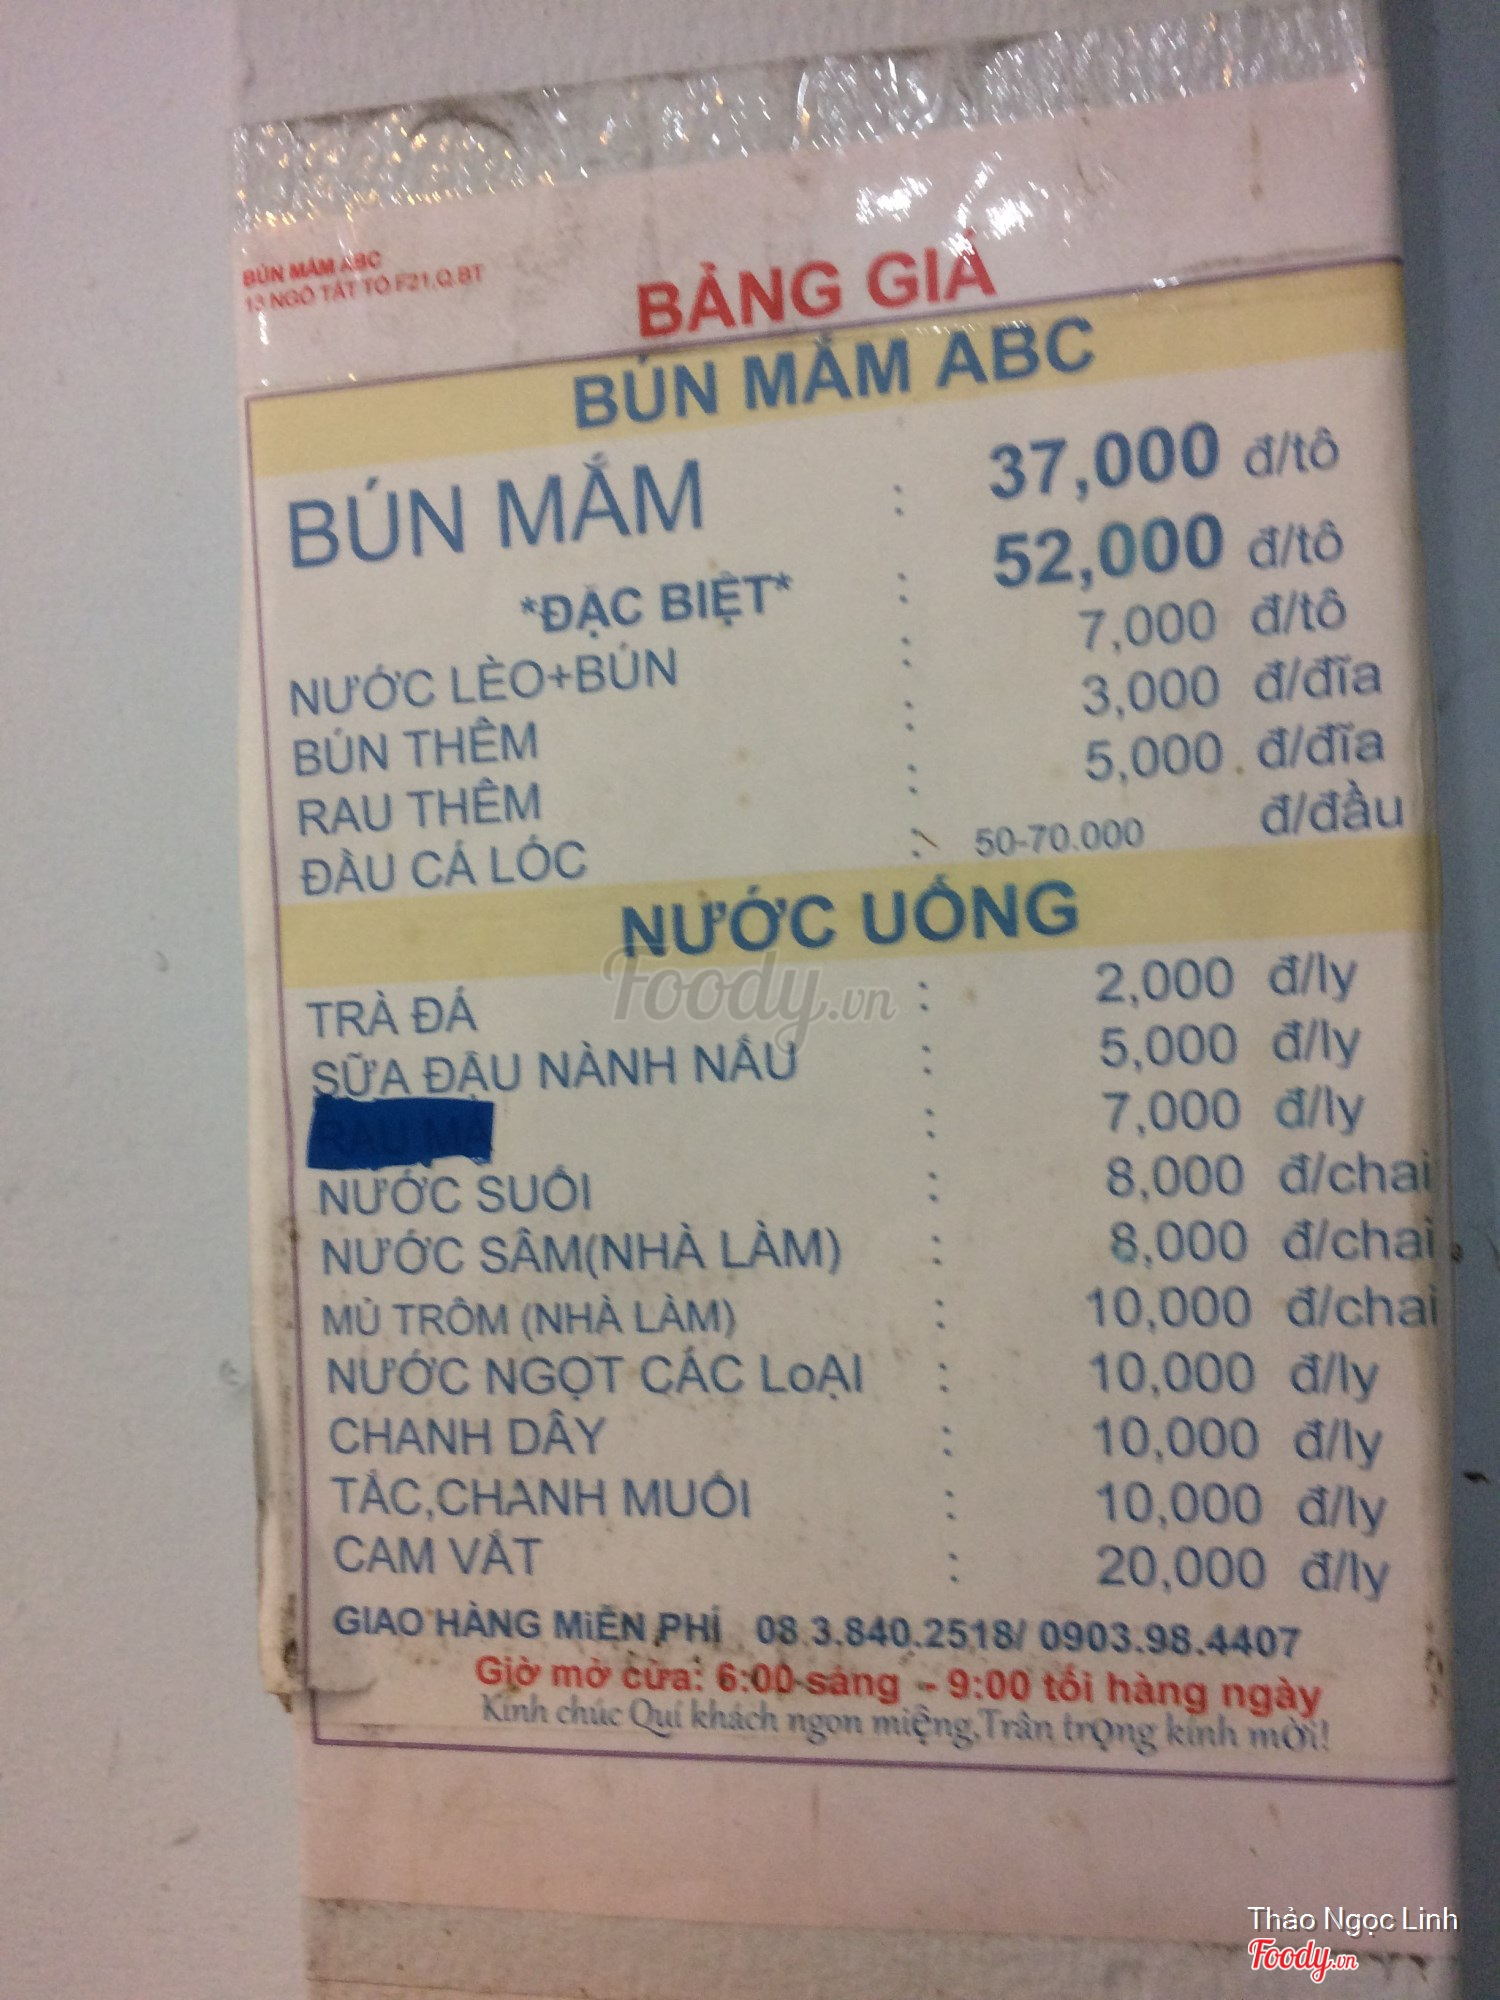 BÚN MẮM ABC
13 NGÔ TẤT TỐ F21,Q.BT
BẢNG GIÁ
BÚN MẮM ABC
BÚN MẮM : 37,000 đ/tô
*ĐẶC BIỆT* : 52,000 đ/tô
NƯỚC LÈO+BÚN : 7,000 đ/tô
BÚN THÊM : 3,000 đ/đĩa
RAU THÊM : 5,000 đ/đĩa
ĐẦU CÁ LÓC : 50-70.000 đ/đầu
NƯỚC UỐNG
TRÀ ĐÁ : 2,000 đ/ly
SỮA ĐẬU NÀNH NẤU : 5,000 đ/ly
RAU MÁ : 7,000 đ/ly
NƯỚC SUỐI : 8,000 đ/chai
NƯỚC SÂM(NHÀ LÀM) : 8,000 đ/chai
MỦ TRÔM (NHÀ LÀM) : 10,000 đ/chai
NƯỚC NGỌT CÁC LoẠI : 10,000 đ/ly
CHANH DÂY : 10,000 đ/ly
TẮC,CHANH MUỐI : 10,000 đ/ly
CAM VẮT : 20,000 đ/ly
GIAO HÀNG MiỄN PHÍ 08.3.840.2518/ 0903.98.4407
Giờ mở cửa: 6:00 sáng - 9:00 tối hàng ngày
Kính chúc Quí khách ngon miệng,Trân trọng kính mời!
Foody.vn
Thảo Ngọc Linh
Foody.vn